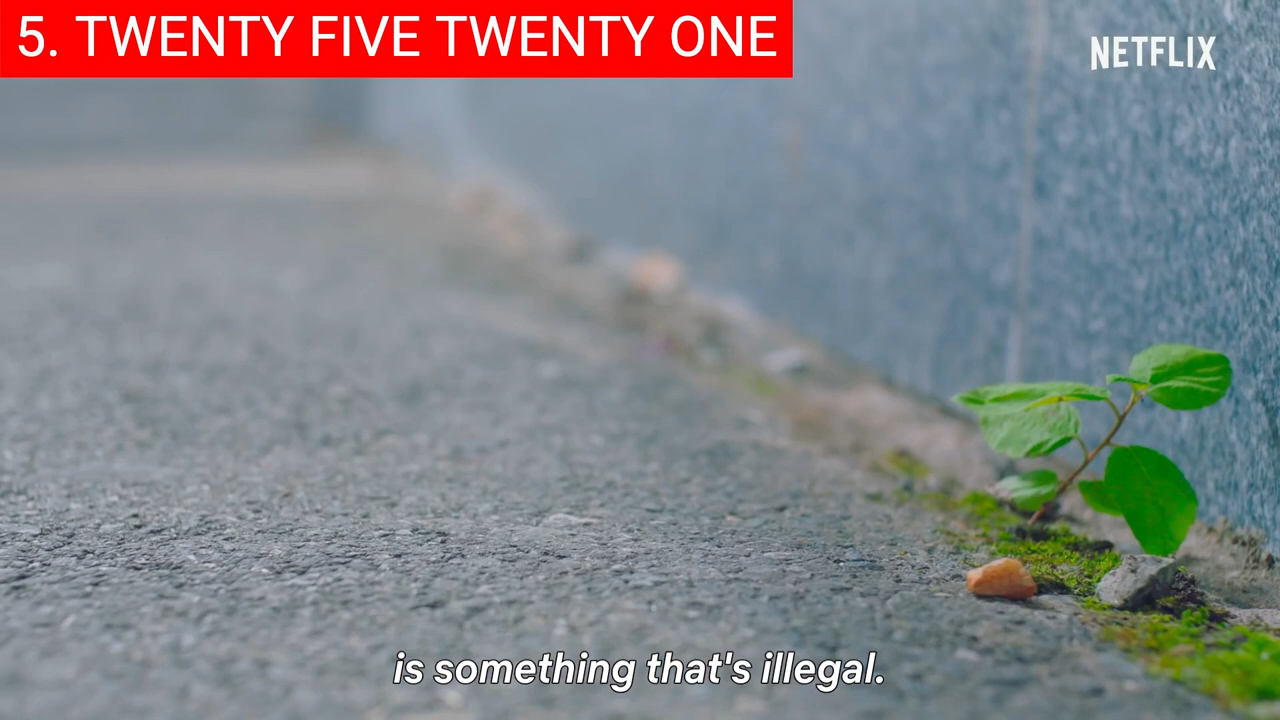 5. TWENTY FIVE TWENTY ONE
NETFLIX
is something that's illegal.